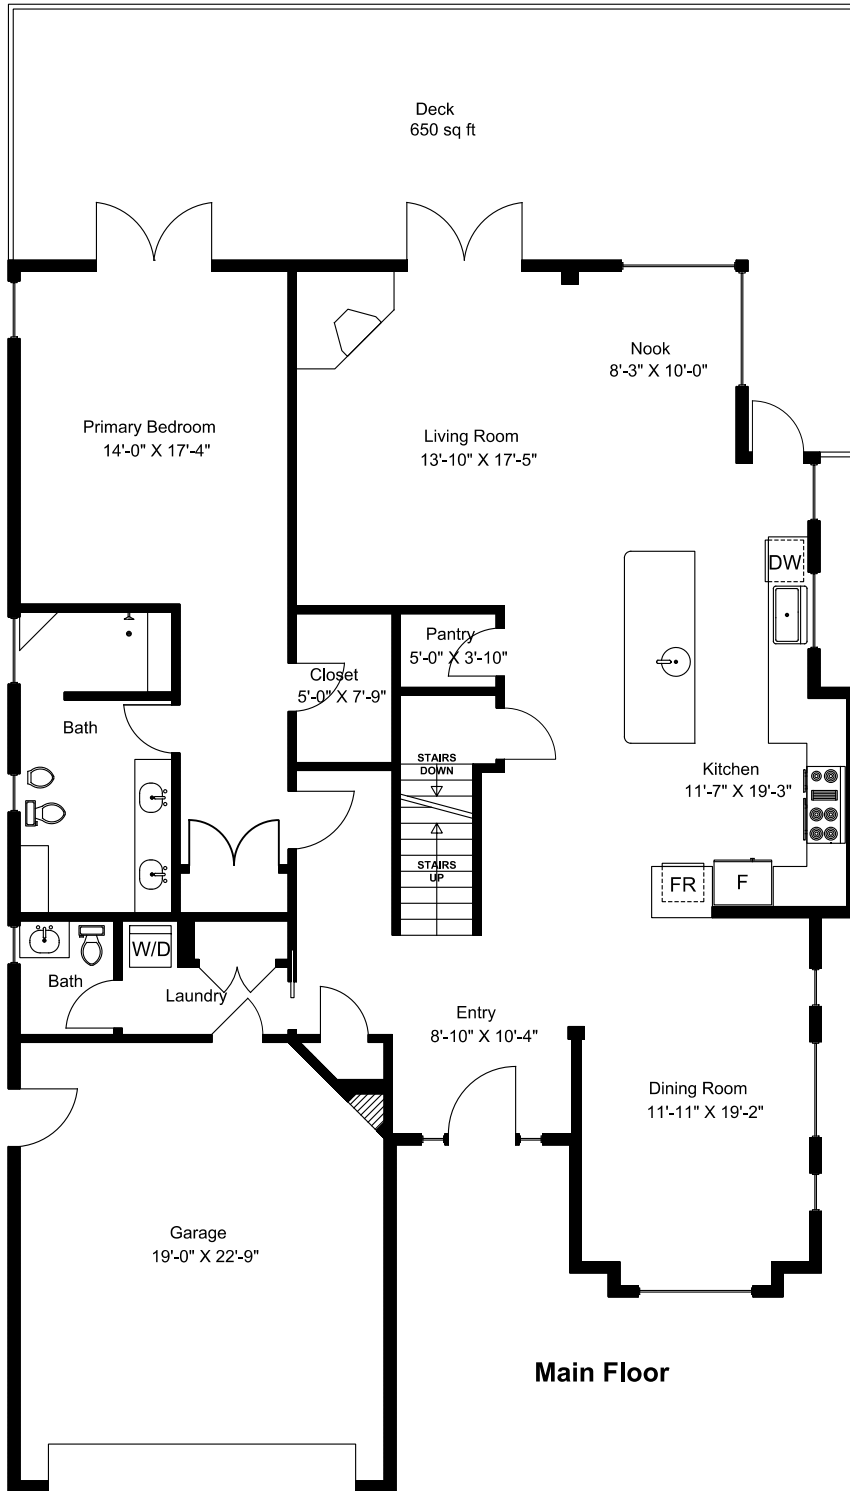 Deck
650 sq ft
Nook
8'-3" X 10'-0"
Primary Bedroom
14'-0" X 17'-4"
Living Room
13'-10" X 17'-5"
DW
Pantry
5'-0" X 3'-10"
Closet
5'-0" X 7'-9"
Bath
STAIRS
DOWN
Kitchen
11'-7" X 19'-3"
STAIRS
UP
FR
F
W/D
Bath
Laundry
Entry
8'-10" X 10'-4"
Dining Room
11'-11" X 19'-2"
Garage
19'-0" X 22'-9"
Main Floor